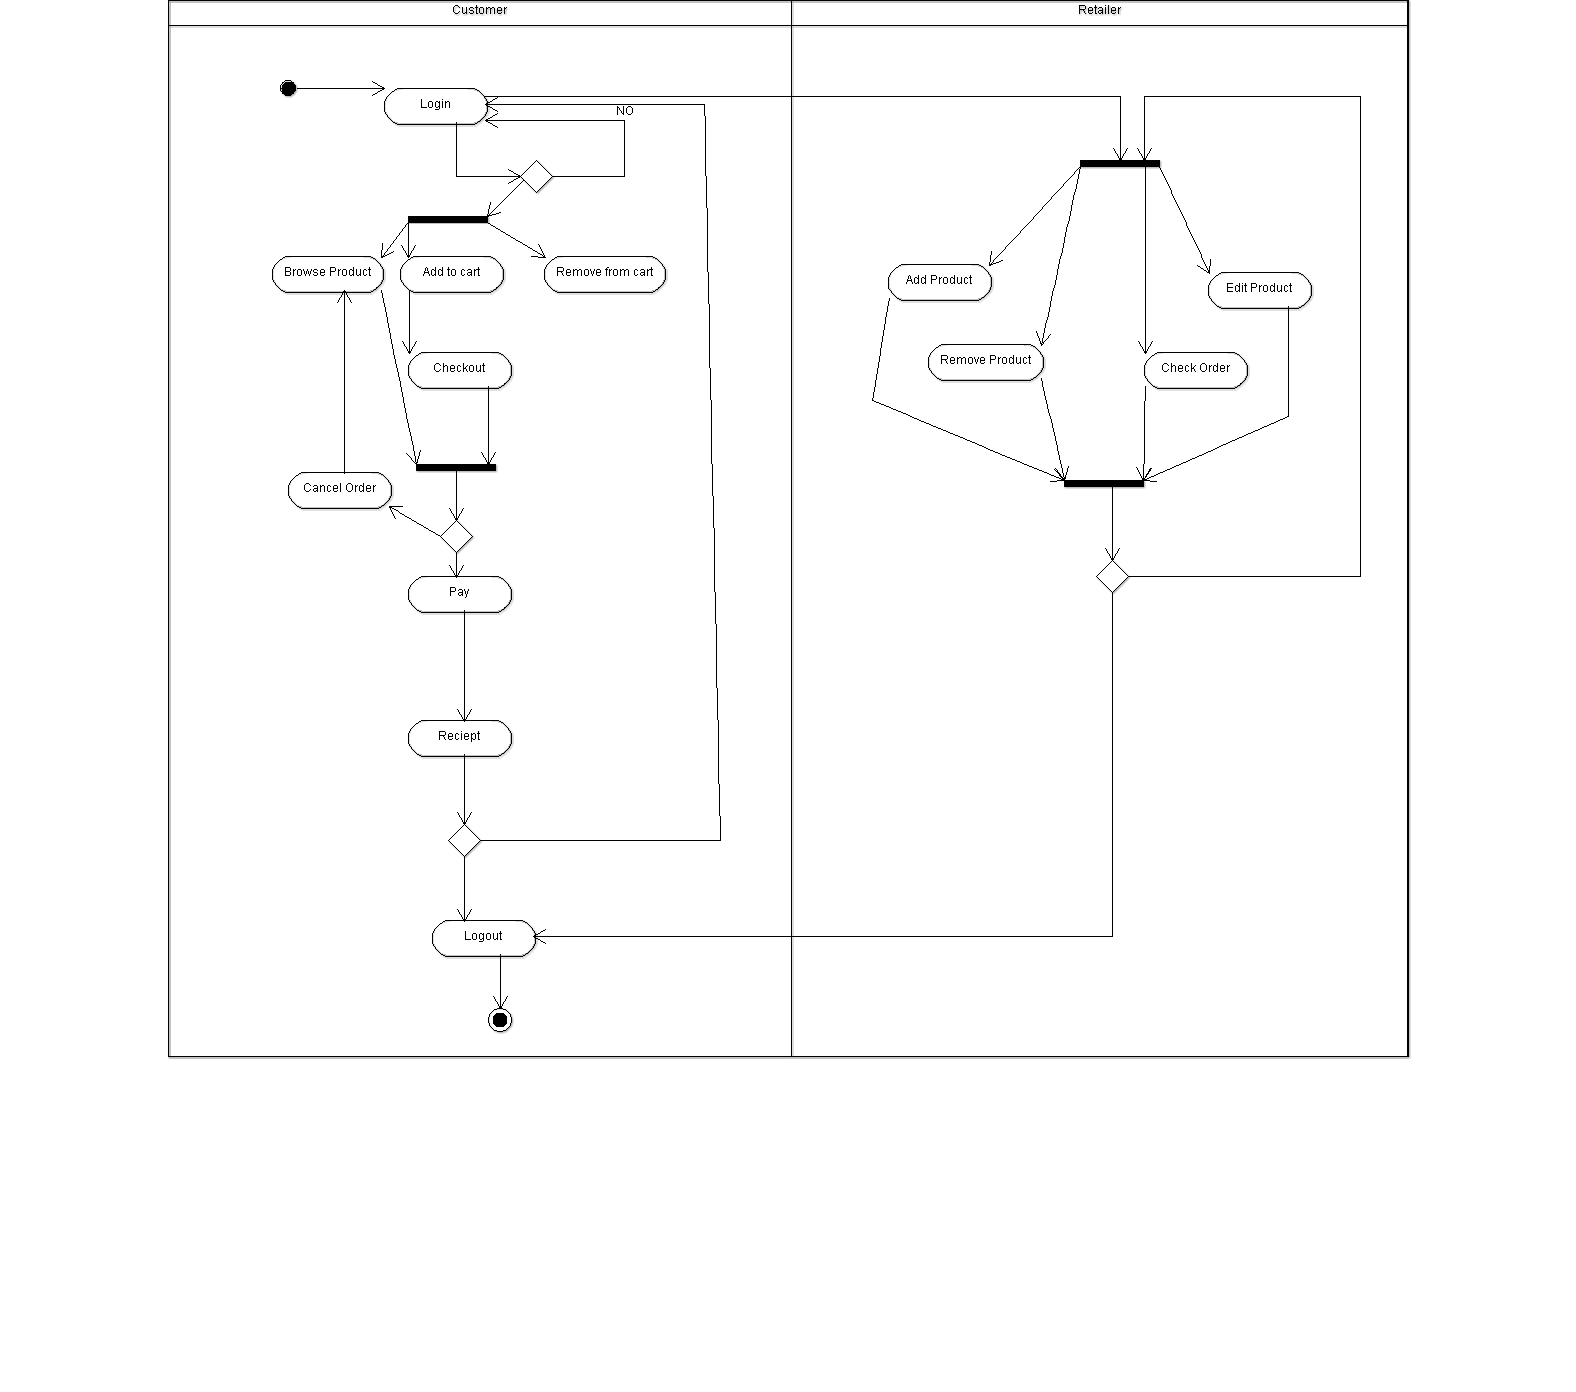 Customer
Retailer
Login
NO
Browse Product
Add to cart
Remove from cart
Add Product
Edit Product
Remove Product
Check Order
Checkout
Cancel Order
Pay
Reciept
Logout